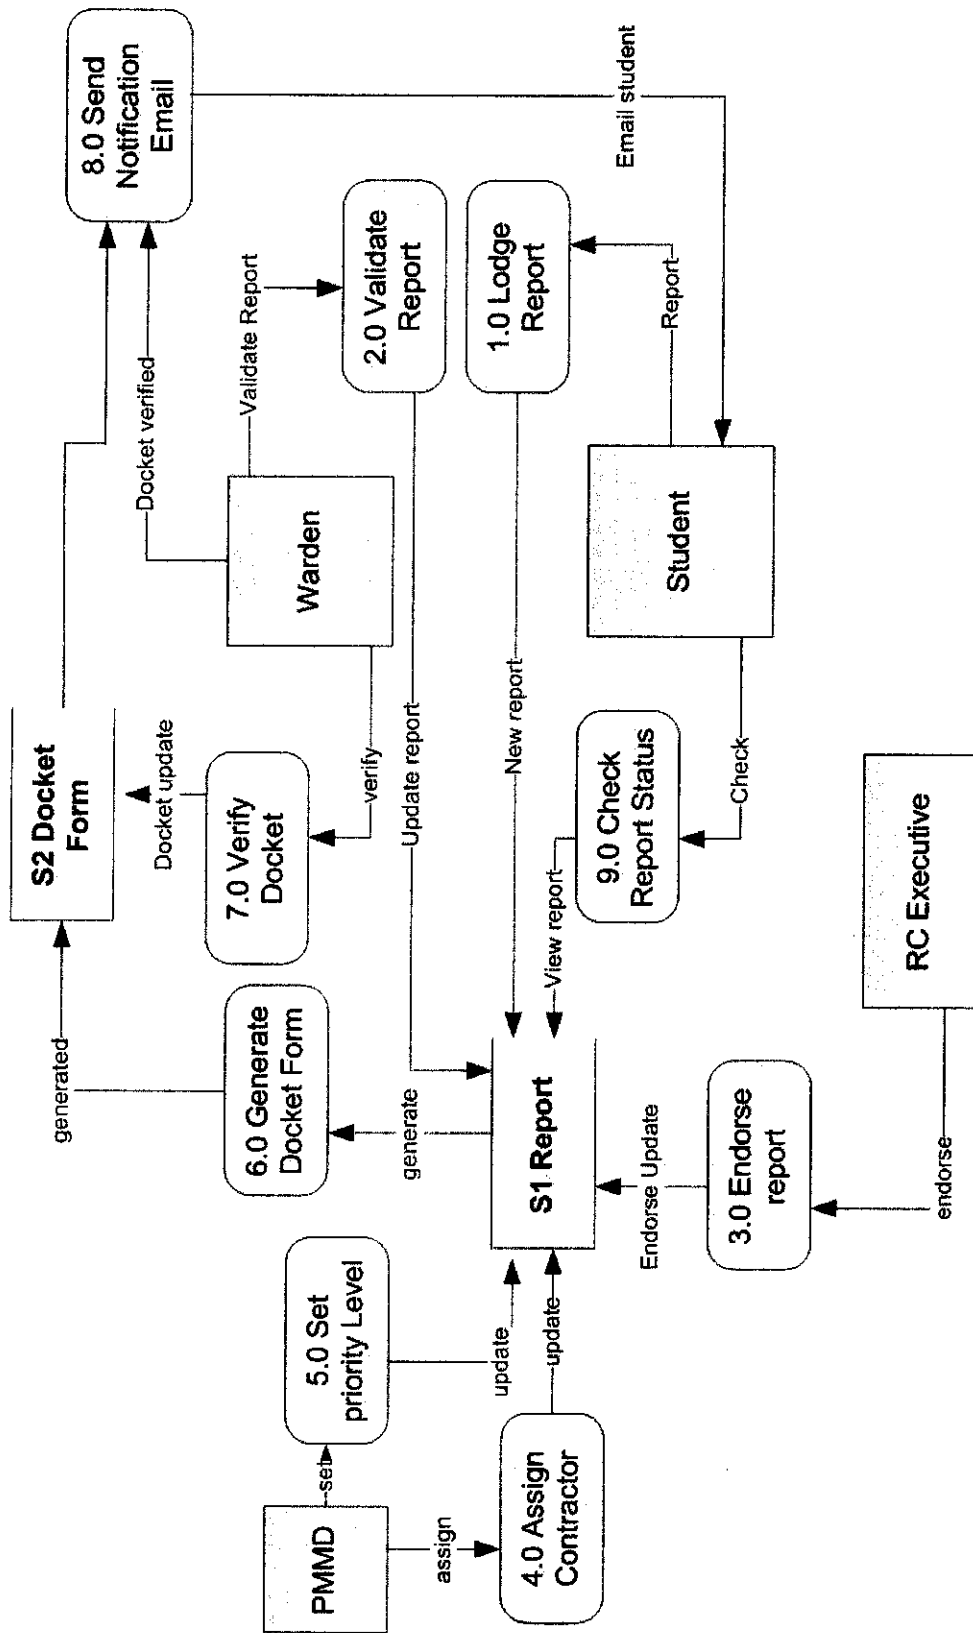 PMMD
set
assign
5.0 Set
priority Level
4.0 Assign
Contractor
update
update
generated
6.0 Generate
Docket Form
generate
S1 Report
Endorse Update
3.0 Endorse
report
endorse
RC Executive
S2 Docket
Form
Docket update
7.0 Verify
Docket
verify
Update report
New report
View report
9.0 Check
Report Status
Check
Docket verified
Warden
Validate Report
2.0 Validate
Report
1.0 Lodge
Report
Report
Student
8.0 Send
Notification
Email
Email student